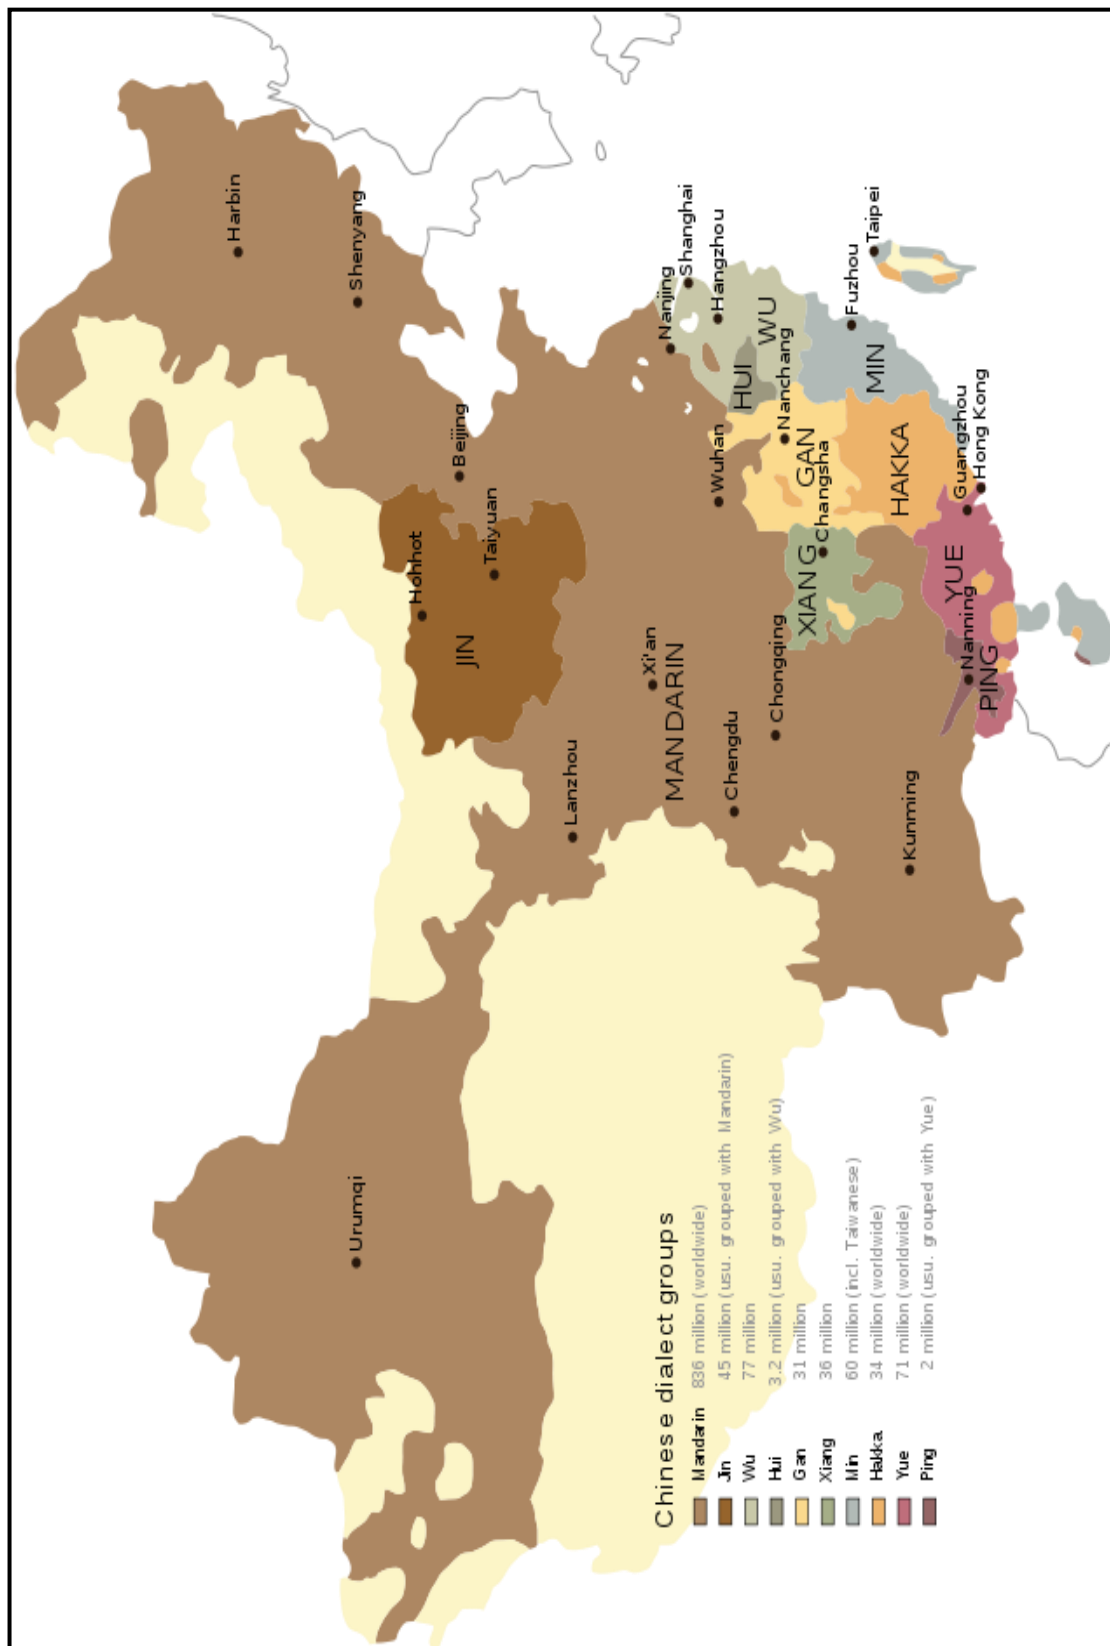 Harbin
Shenyang
Beijing
Hohhot
Taiyuan
JIN
Urumqi
Lanzhou
Xi'an
MANDARIN
Nanjing
Shanghai
Hangzhou
WU
HUI
Wuhan
Nanchang
GAN
Changsha
XIANG
Chengdu
Chongqing
Fuzhou
Taipei
MIN
HAKKA
Guangzhou
Hong Kong
YUE
Nanning
PING
Kunming
Chinese dialect groups
Mandarin 836 million (worldwide)
Jin 45 million (usu. grouped with Mandarin)
Wu 77 million
Hui 3.2 million (usu. grouped with Wu)
Gan 31 million
Xiang 36 million
Min 60 million (incl. Taiwanese)
Hakka 34 million (worldwide)
Yue 71 million (worldwide)
Ping 2 million (usu. grouped with Yue)